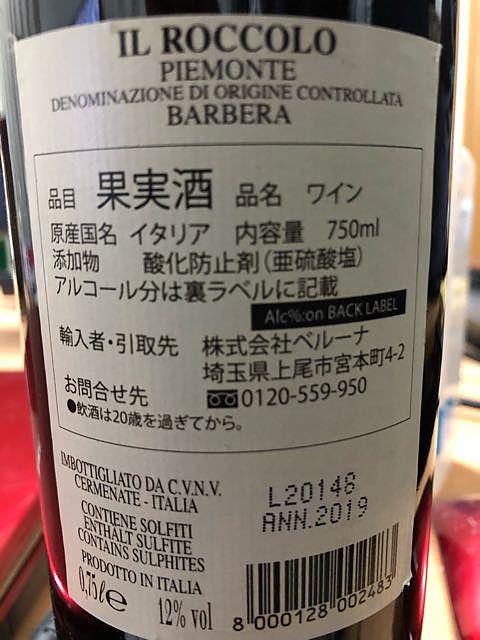 IL ROCCOLO
PIEMONTE
DENOMINAZIONE DI ORIGINE CONTROLLATA
BARBERA
品目 果実酒 品名 ワイン
原産国名 イタリア 内容量 750ml
添加物 酸化防止剤（亜硫酸塩）
アルコール分は裏ラベルに記載
Alc%:on BACK LABEL
輸入者・引取先 株式会社ベルーナ
埼玉県上尾市宮本町4-2
お問合せ先 0120-559-950
●飲酒は20歳を過ぎてから。
IMBOTTIGLIATO DA C.V.N.V.
CERMENATE - ITALIA
CONTIENE SOLFITI
ENTHALT SULFITE
CONTAINS SULPHITES
PRODOTTO IN ITALIA
0,75 l e 12% vol
L20148
ANN.2019
8 000128 002483